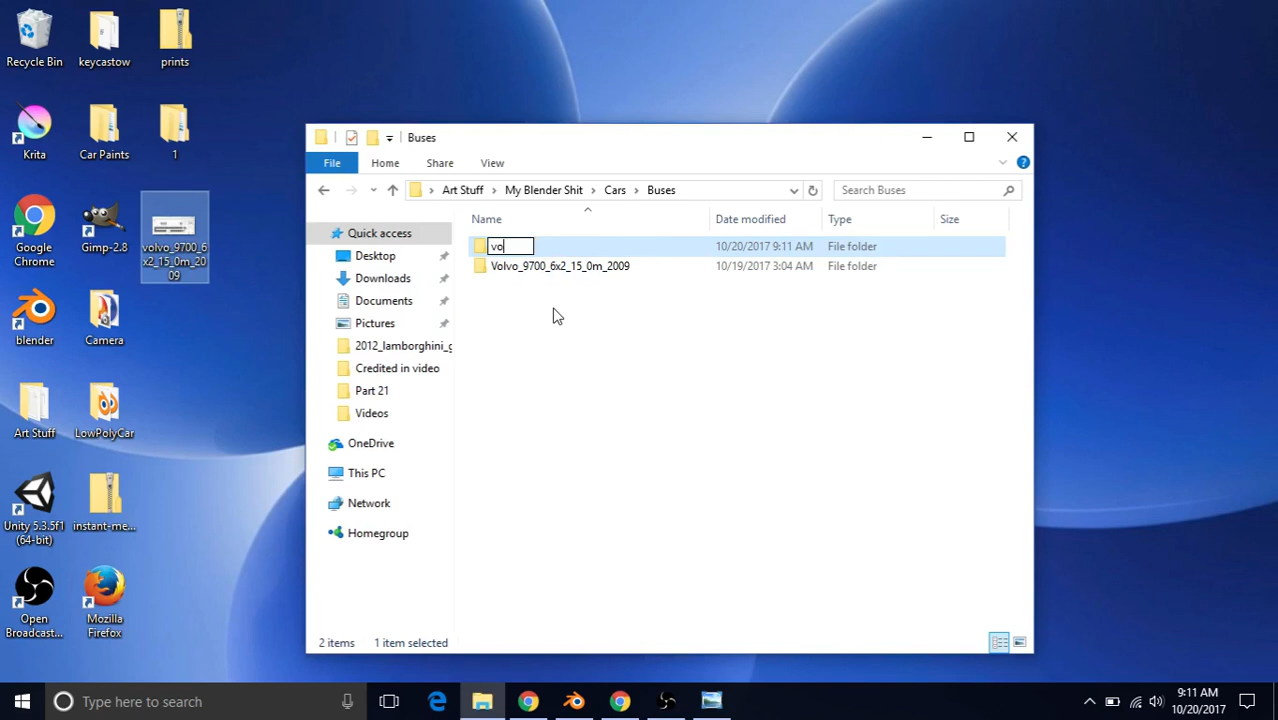 Recycle Bin
keycastow
prints
Krita
Car Paints
1
Google
Chrome
Gimp-2.8
volvo_9700_6
x2_15_0m_20
09
blender
Camera
Art Stuff
LowPolyCar
Unity 5.3.5f1
(64-bit)
instant-me...
Open
Broadcast...
Mozilla
Firefox
Buses
File
Home
Share
View
Art Stuff
My Blender Shit
Cars
Buses
Search Buses
Name
Date modified
Type
Size
vo
10/20/2017 9:11 AM
File folder
Volvo_9700_6x2_15_0m_2009
10/19/2017 3:04 AM
File folder
Quick access
Desktop
Downloads
Documents
Pictures
2012_lamborghini_g
Credited in video
Part 21
Videos
OneDrive
This PC
Network
Homegroup
2 items
1 item selected
Type here to search
9:11 AM
10/20/2017